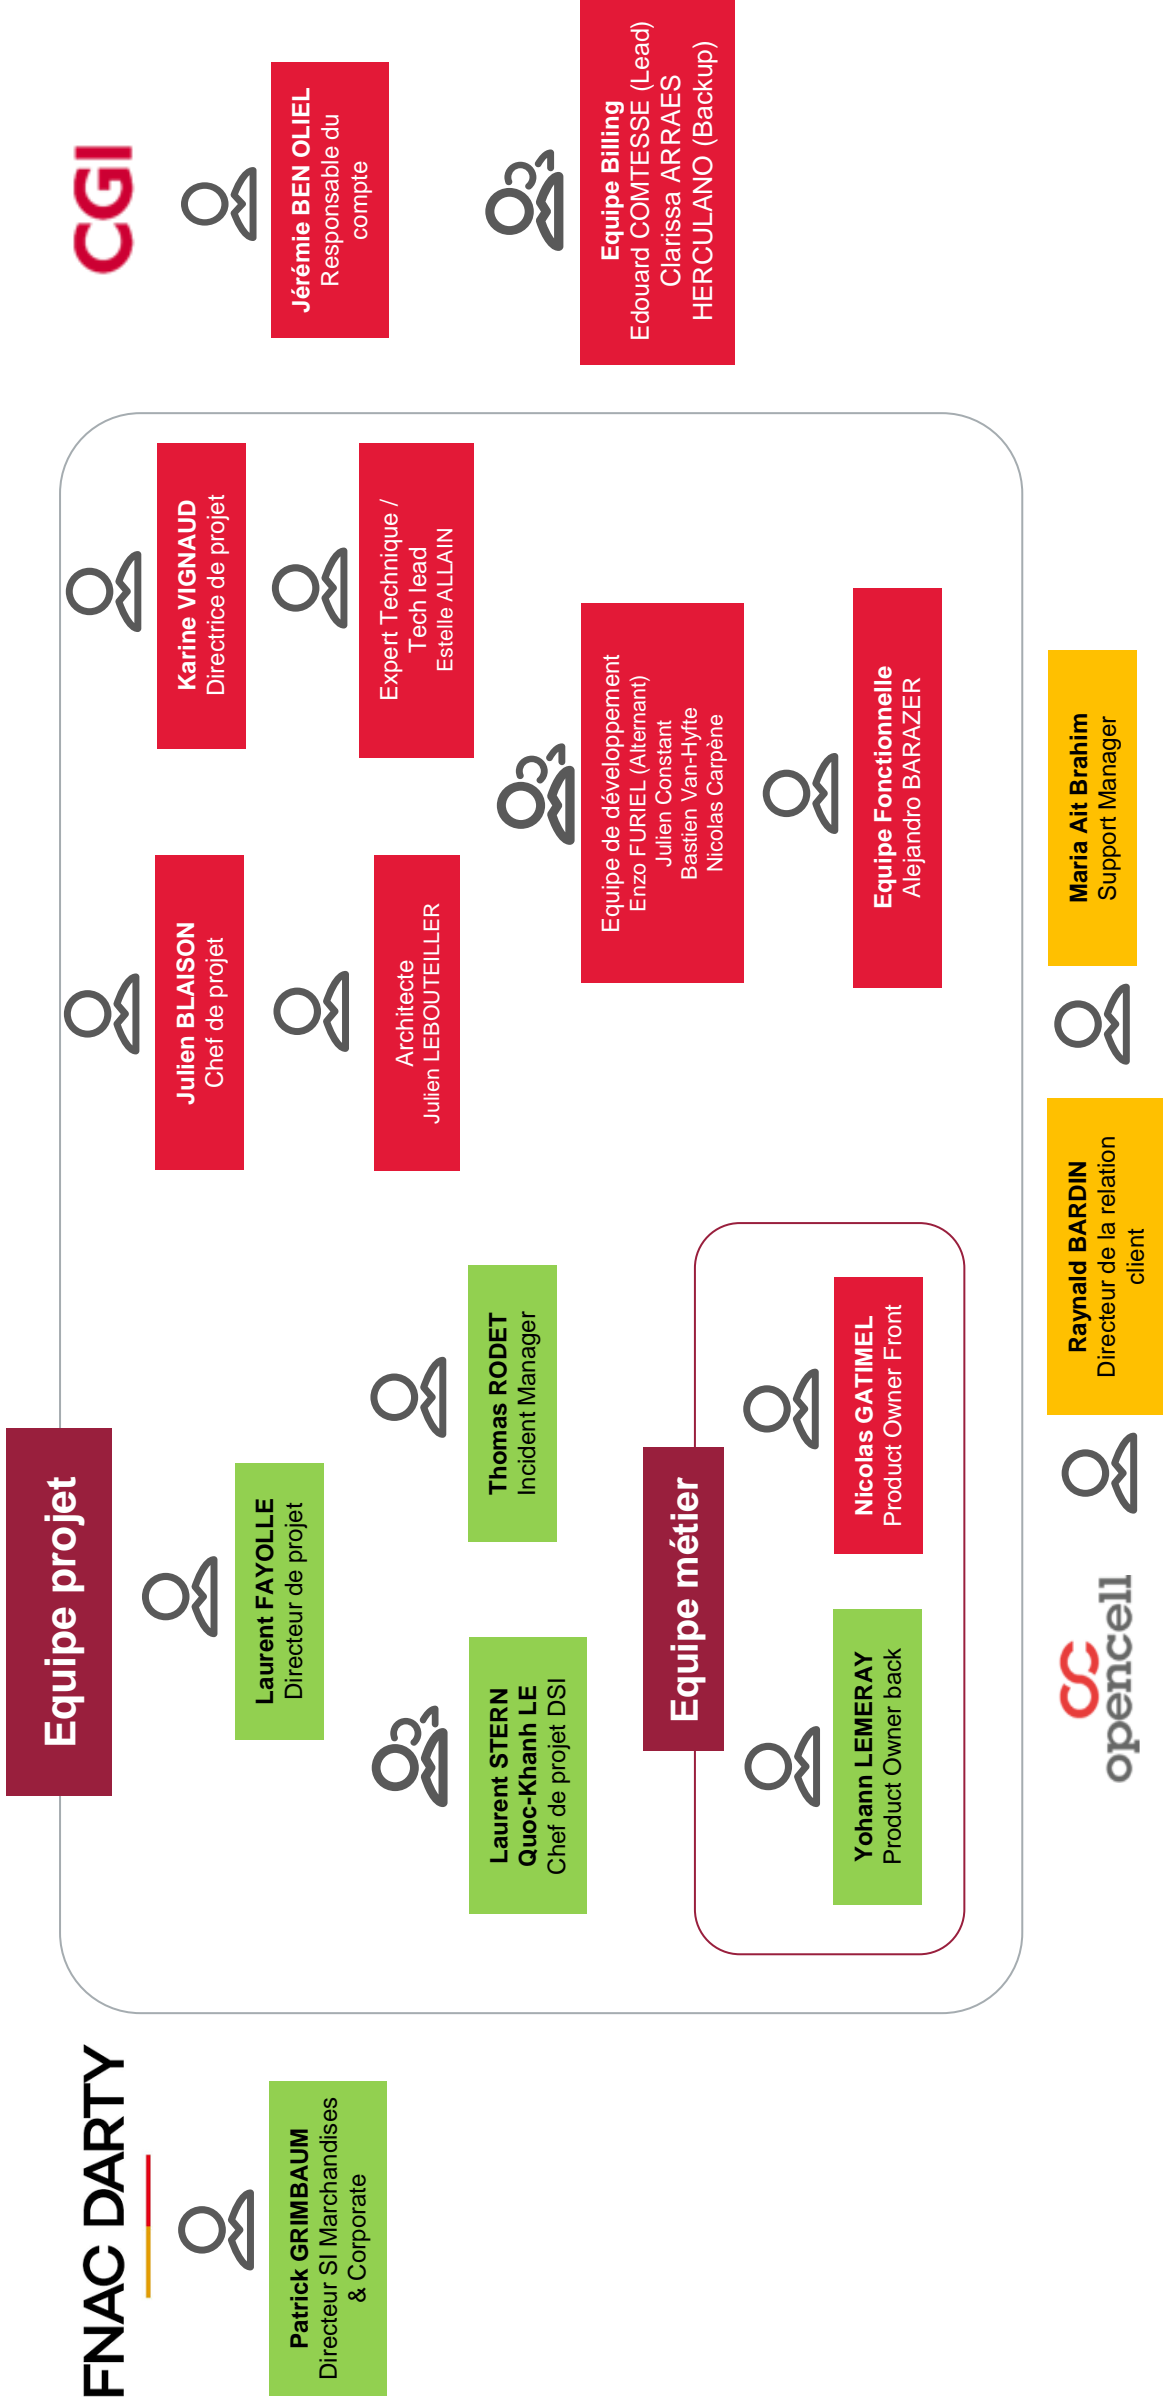 FNAC DARTY
Patrick GRIMBAUM
Directeur SI Marchandises
& Corporate
Equipe projet
Laurent FAYOLLE
Directeur de projet
Laurent STERN
Quoc-Khanh LE
Chef de projet DSI
Thomas RODET
Incident Manager
Equipe métier
Yohann LEMERAY
Product Owner back
Nicolas GATIMEL
Product Owner Front
Julien BLAISON
Chef de projet
Karine VIGNAUD
Directrice de projet
Architecte
Julien LEBOUTEILLER
Expert Technique /
Tech lead
Estelle ALLAIN
Equipe de développement
Enzo FURIEL (Alternant)
Julien Constant
Bastien Van-Hyfte
Nicolas Carpène
Equipe Fonctionnelle
Alejandro BARAZER
CGI
Jérémie BEN OLIEL
Responsable du
compte
Equipe Billing
Edouard COMTESSE (Lead)
Clarissa ARRAES
HERCULANO (Backup)
opencell
Raynald BARDIN
Directeur de la relation
client
Maria Ait Brahim
Support Manager